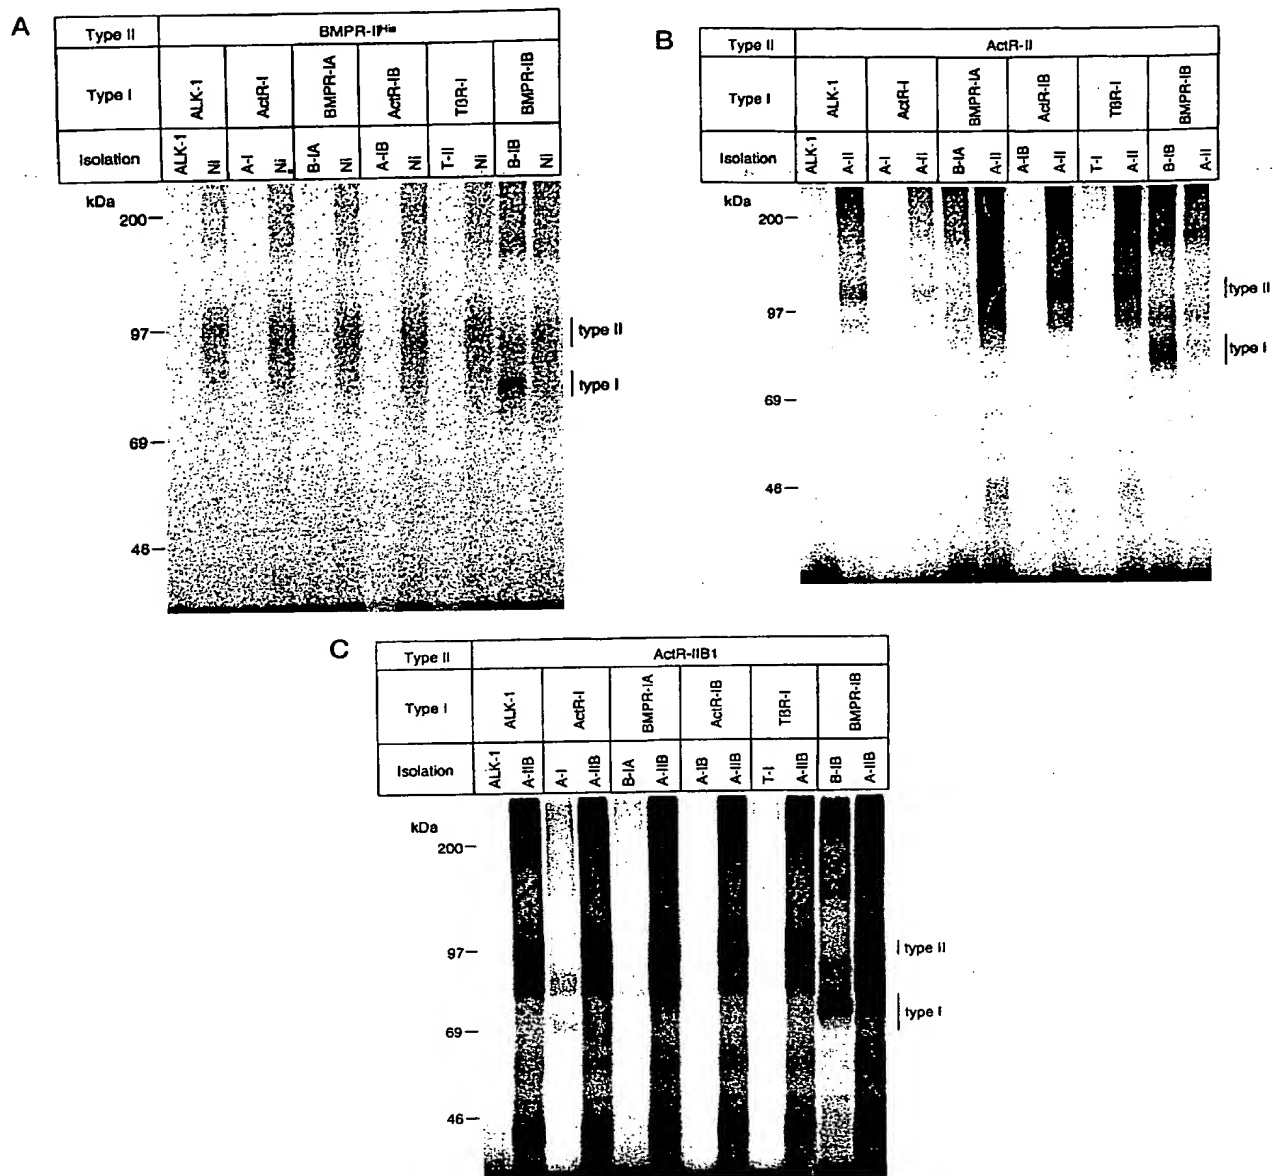 A
Type II BMPR-II^His
Type I ALK-1 ActR-I BMPR-IA ActR-IB TβR-I BMPR-IB
Isolation ALK-1 Ni A-I Ni B-IA Ni A-IB Ni T-II Ni B-IB Ni
kDa
200
97
69
46
type II
type I
B
Type II ActR-II
Type I ALK-1 ActR-I BMPR-IA ActR-IB TβR-I BMPR-IB
Isolation ALK-1 A-II A-I A-II B-IA A-II A-IB A-II T-I A-II B-IB A-II
kDa
200
97
69
46
type II
type I
C
Type II ActR-IIB1
Type I ALK-1 ActR-I BMPR-IA ActR-IB TβR-I BMPR-IB
Isolation ALK-1 A-IIB A-I A-IIB B-IA A-IIB A-IB A-IIB T-I A-IIB B-IB A-IIB
kDa
200
97
69
46
type II
type I